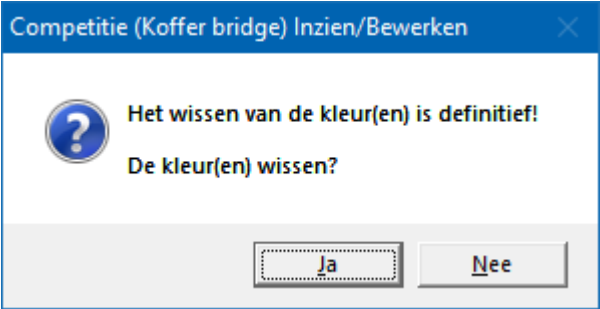 Competitie (Koffer bridge) Inzien/Bewerken
Het wissen van de kleur(en) is definitief!
De kleur(en) wissen?
Ja
Nee